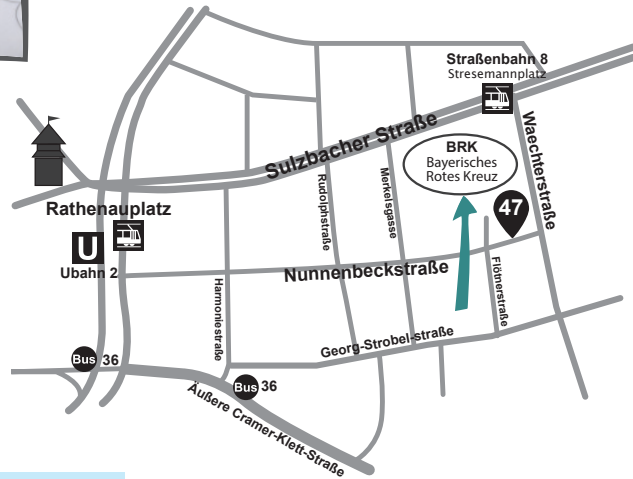 Straßenbahn 8
Stresemannplatz
Sulzbacher Straße
Waechterstraße
BRK
Bayerisches
Rotes Kreuz
47
Rudolphstraße
Merkelsgasse
Rathenauplatz
U
Ubahn 2
Nunnenbeckstraße
Flötnerstraße
Harmoniestraße
Georg-Strobel-straße
Bus 36
Bus 36
Äußere Cramer-Klett-Straße